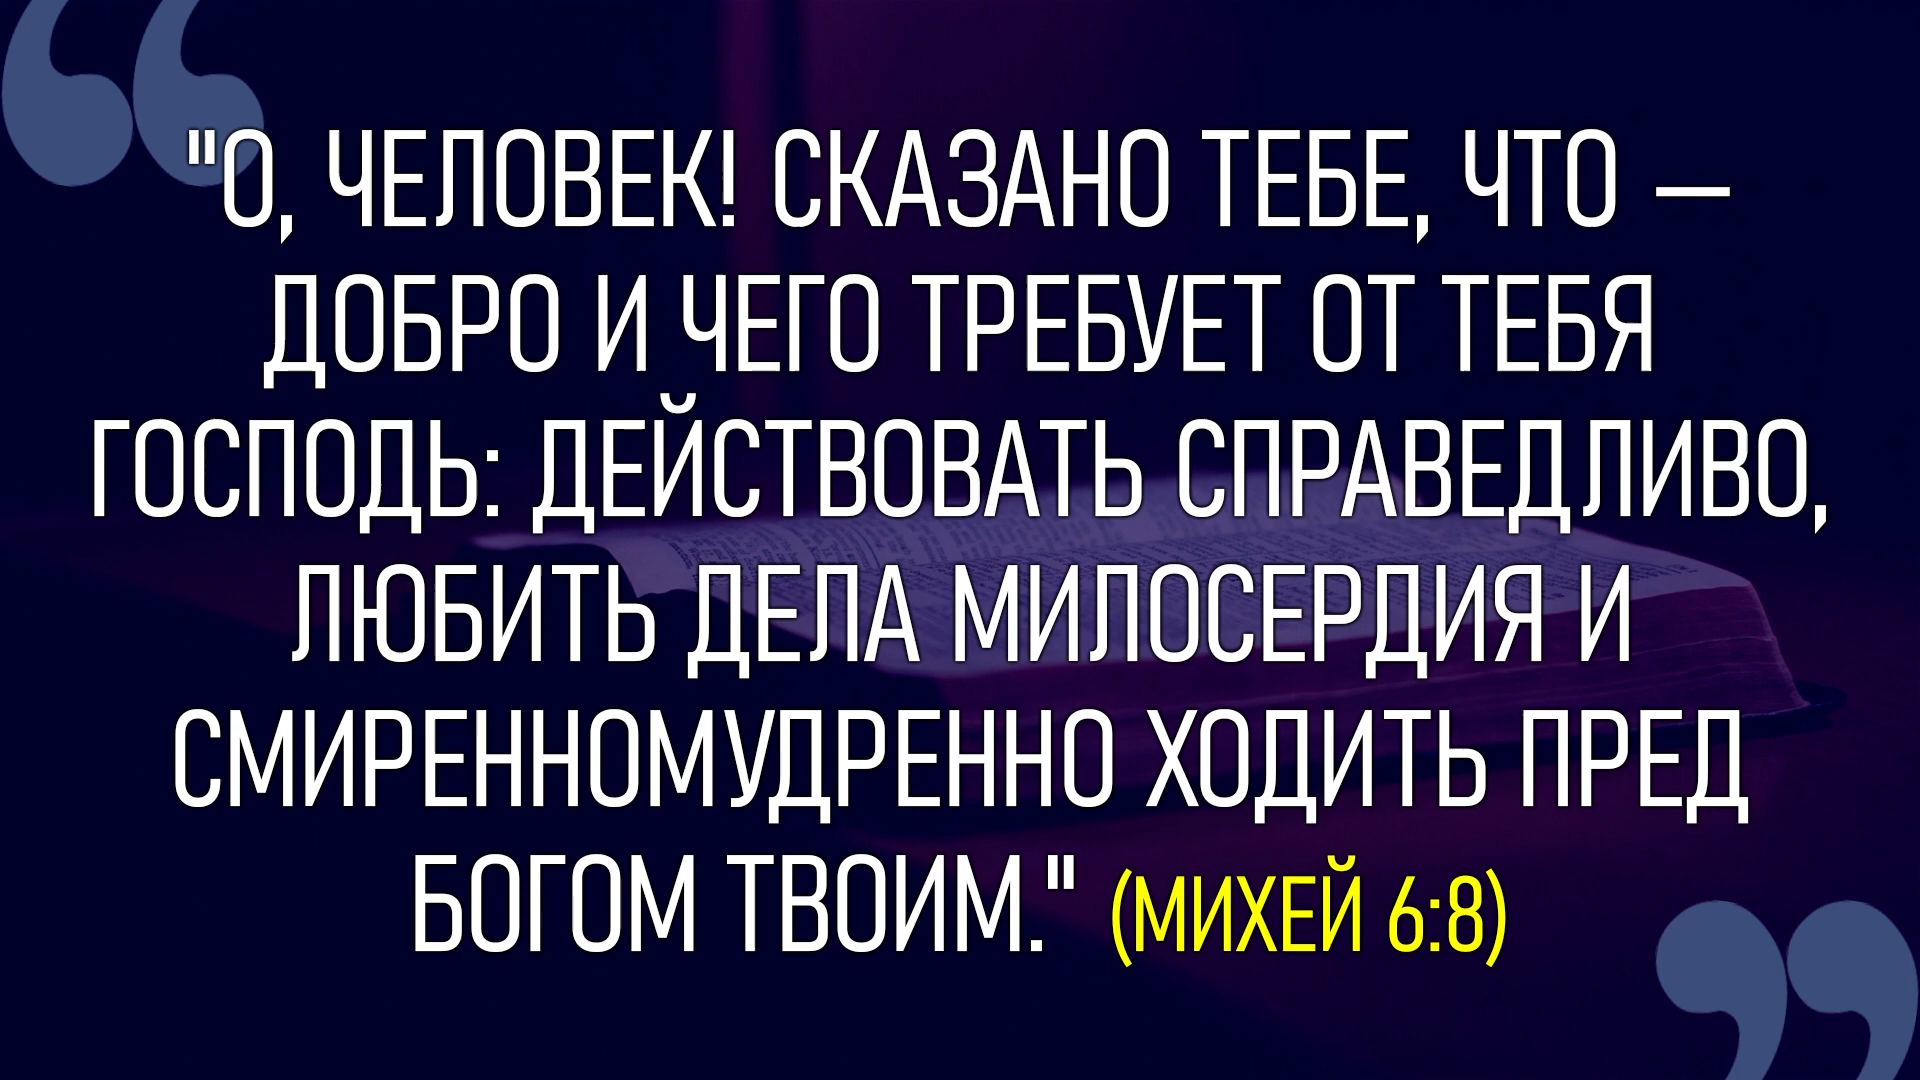 "О, ЧЕЛОВЕК! СКАЗАНО ТЕБЕ, ЧТО —
ДОБРО И ЧЕГО ТРЕБУЕТ ОТ ТЕБЯ
ГОСПОДЬ: ДЕЙСТВОВАТЬ СПРАВЕДЛИВО,
ЛЮБИТЬ ДЕЛА МИЛОСЕРДИЯ И
СМИРЕННОМУДРЕННО ХОДИТЬ ПРЕД
БОГОМ ТВОИМ." (МИХЕЙ 6:8)